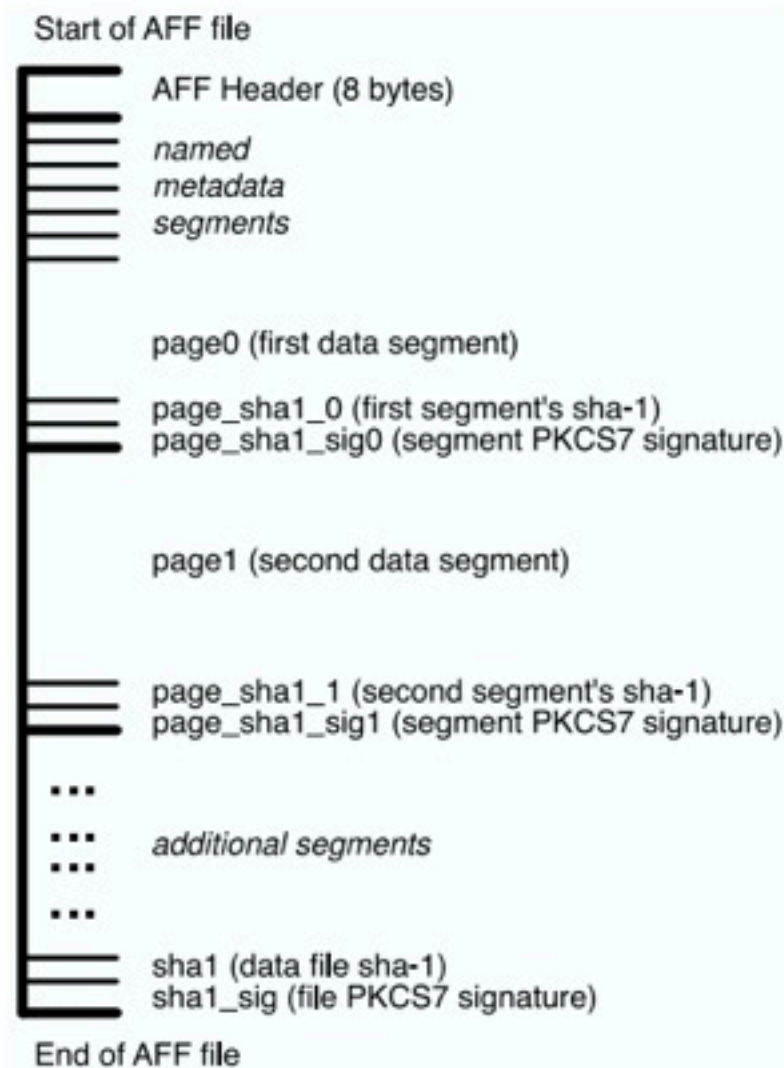 Start of AFF file
AFF Header (8 bytes)
named
metadata
segments
page0 (first data segment)
page_sha1_0 (first segment's sha-1)
page_sha1_sig0 (segment PKCS7 signature)
page1 (second data segment)
page_sha1_1 (second segment's sha-1)
page_sha1_sig1 (segment PKCS7 signature)
additional segments
sha1 (data file sha-1)
sha1_sig (file PKCS7 signature)
End of AFF file